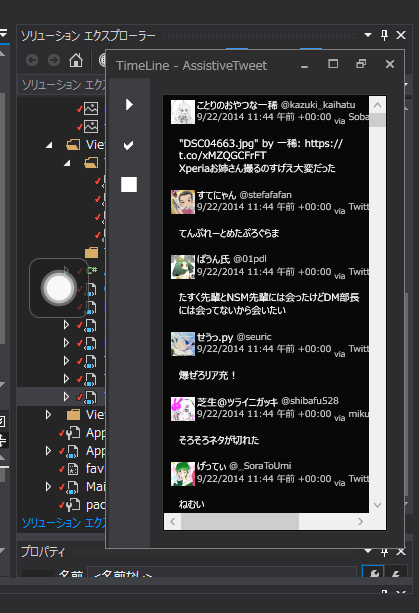 ソリューション エクスプローラー
ソリューション エクス
TimeLine - AssistiveTweet
ことりのおやつな一稀 @kazuki_kaihatu
9/22/2014 11:44 午前 +00:00 via Soba
"DSC04663.jpg" by 一稀: https://
t.co/xMZQGCFrFT
Xperiaお姉さん撮るのすげえ大変だった
すてにゃん @stefafafan
9/22/2014 11:44 午前 +00:00 via Twitt
てんぷれーとめたぷろぐらま
ぱうん氏 @01pdl
9/22/2014 11:44 午前 +00:00 via Twitt
たすく先輩とNSM先輩には会ったけどDM部長
には会ってないから会いたい
せうっ.py @seuric
9/22/2014 11:44 午前 +00:00 via Twitt
爆ぜろリア充！
芝生@ツライニガッキ @shibafu528
9/22/2014 11:44 午前 +00:00 via miku
そろそろネタが切れた
げってぃ @_SoraToUmi
9/22/2014 11:44 午前 +00:00 via Twitt
ねむい
Vie
C#
Vie
App
App
fav
Mai
pac
ソリューション エクス
プロパティ
名前 <名前なし>